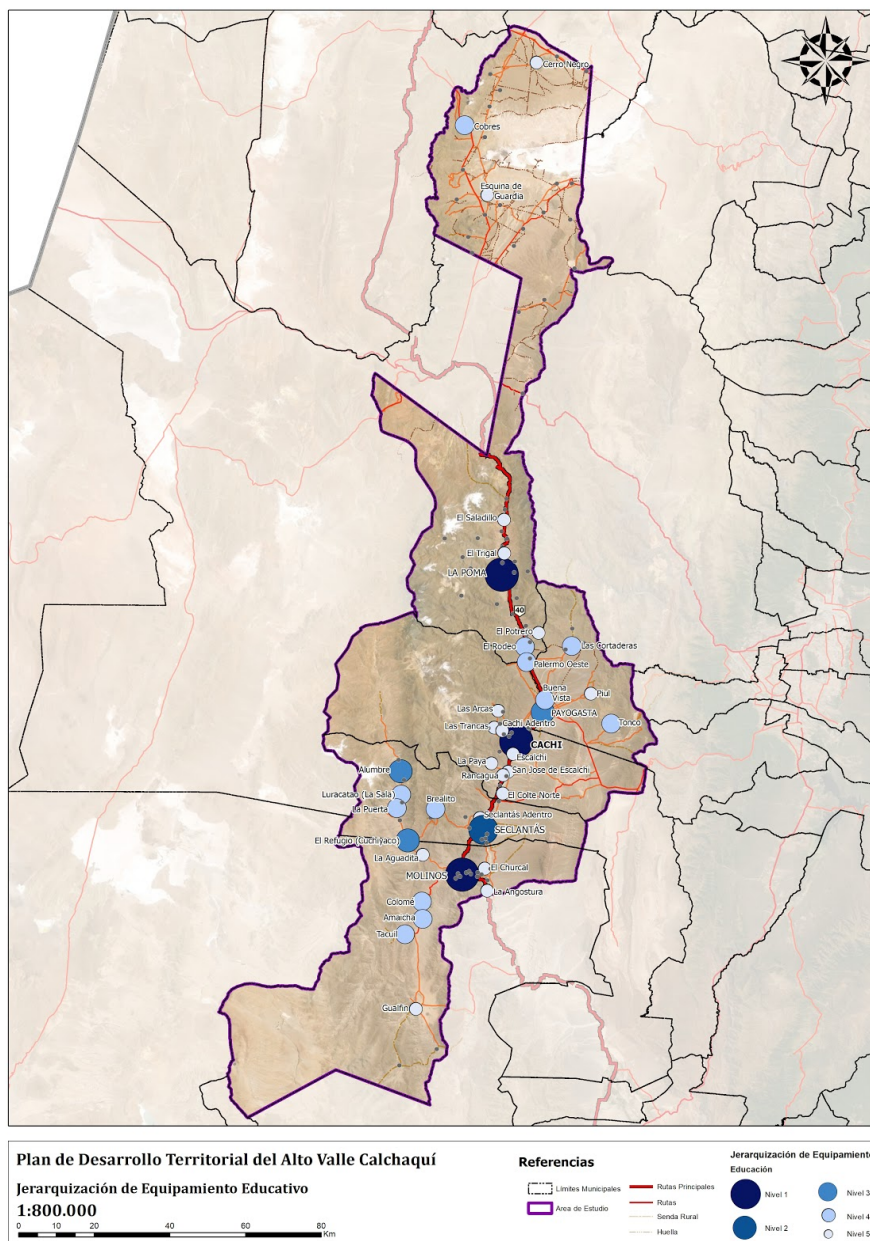 Cerro Negro
Cobres
Esquina de
Guardia
El Saladillo
El Trigal
LA POMA
40
El Potrero
El Rodeo
Las Cortaderas
Palermo Oeste
Buena
Vista
Piul
PAYOGASTA
Las Arcas
Tonco
Las Trancas
Cachi Adentro
CACHI
Escalchi
La Paya
San Jose de Escalchi
Alumbre
Rancagua
Luracatao (La Sala)
El Colte Norte
Brealito
La Puerta
Seclantás Adentro
SECLANTÁS
El Refugio (Cuchiyaco)
La Aguadita
El Churcal
MOLINOS
La Angostura
Colomé
Amaicha
Tacuil
Gualfin
Plan de Desarrollo Territorial del Alto Valle Calchaquí
Jerarquización de Equipamiento Educativo
1:800.000
0 10 20 40 60 80
Km
Referencias
Límites Municipales
Area de Estudio
Rutas Principales
Rutas
Senda Rural
Huella
Jerarquización de Equipamiento
Educación
Nivel 1
Nivel 2
Nivel 3
Nivel 4
Nivel 5